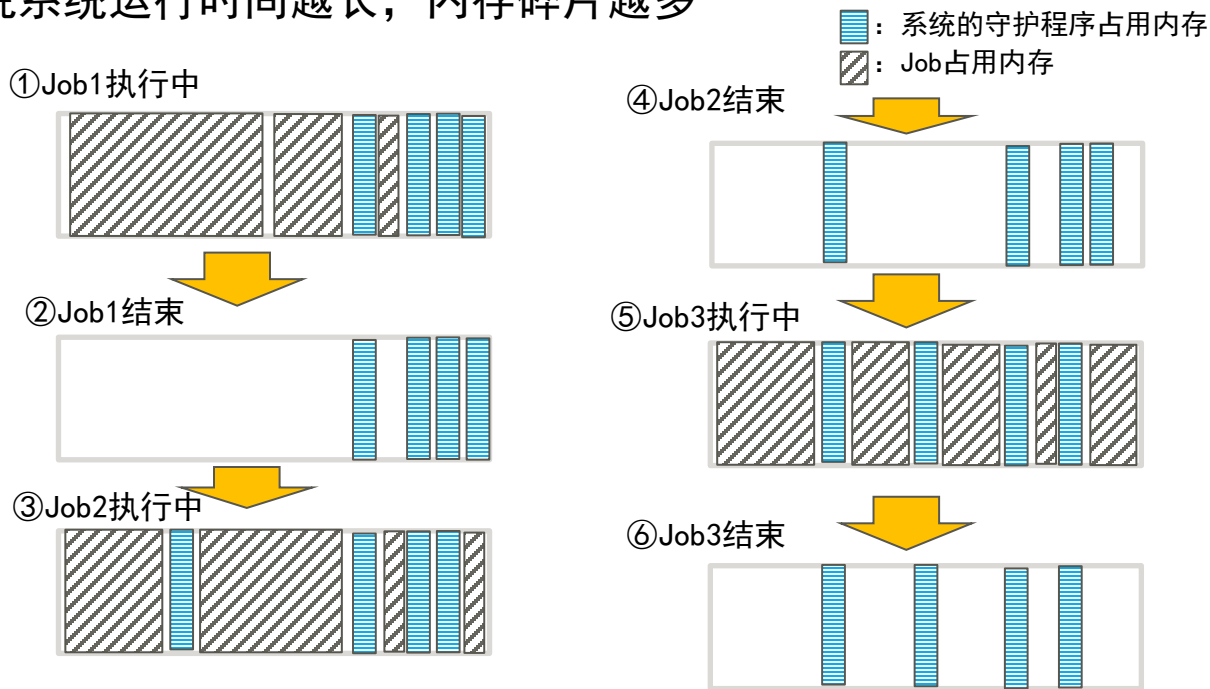 统系统运行时间越长，内存碎片越多
：系统的守护程序占用内存
：Job占用内存
①Job1执行中
②Job1结束
③Job2执行中
④Job2结束
⑤Job3执行中
⑥Job3结束